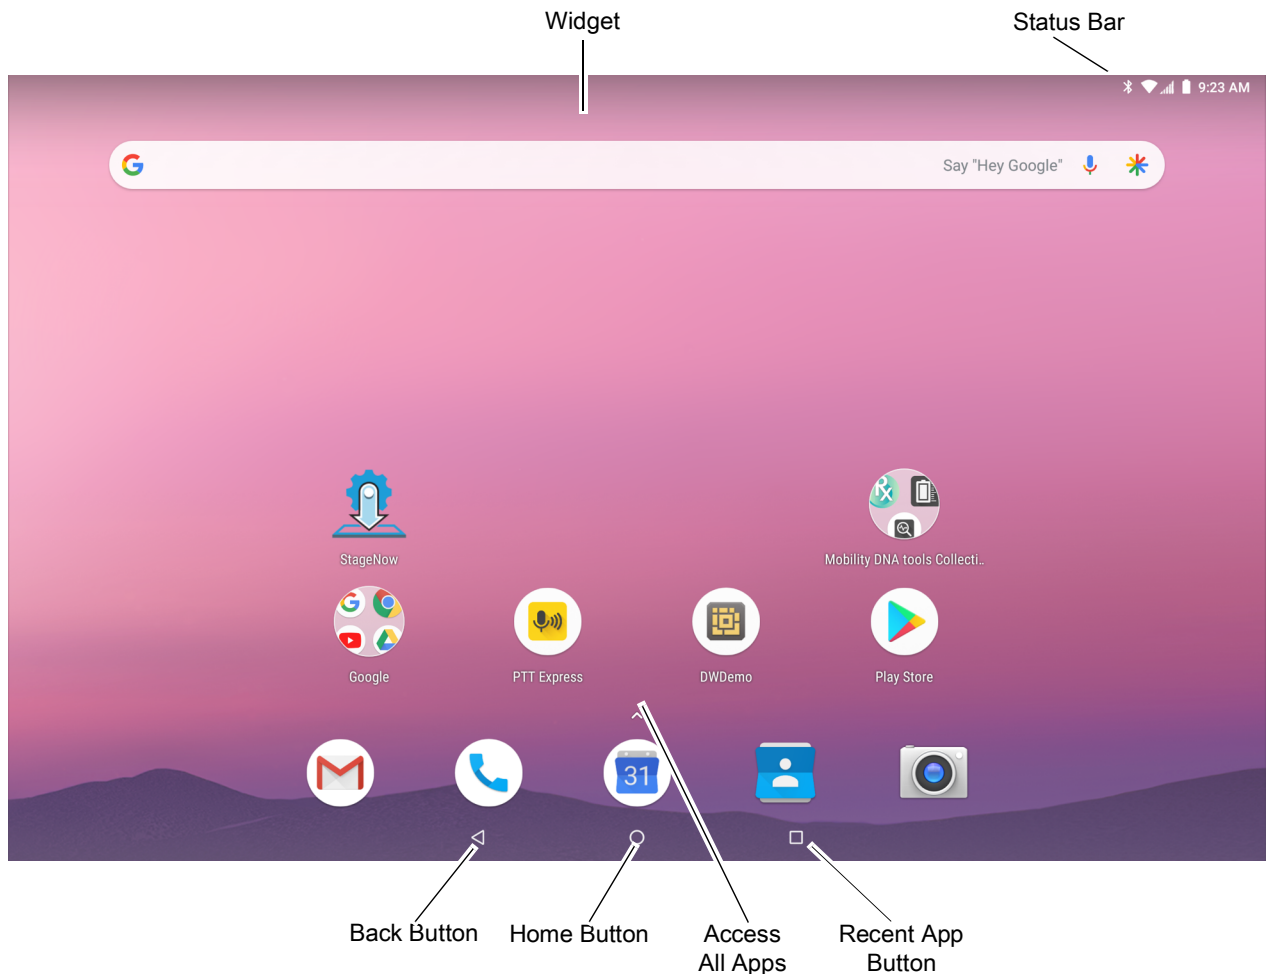 Widget
Status Bar
9:23 AM
Say "Hey Google"
StageNow
Mobility DNA tools Collecti..
Google
PTT Express
DWDemo
Play Store
31
Back Button
Home Button
Access
All Apps
Recent App
Button